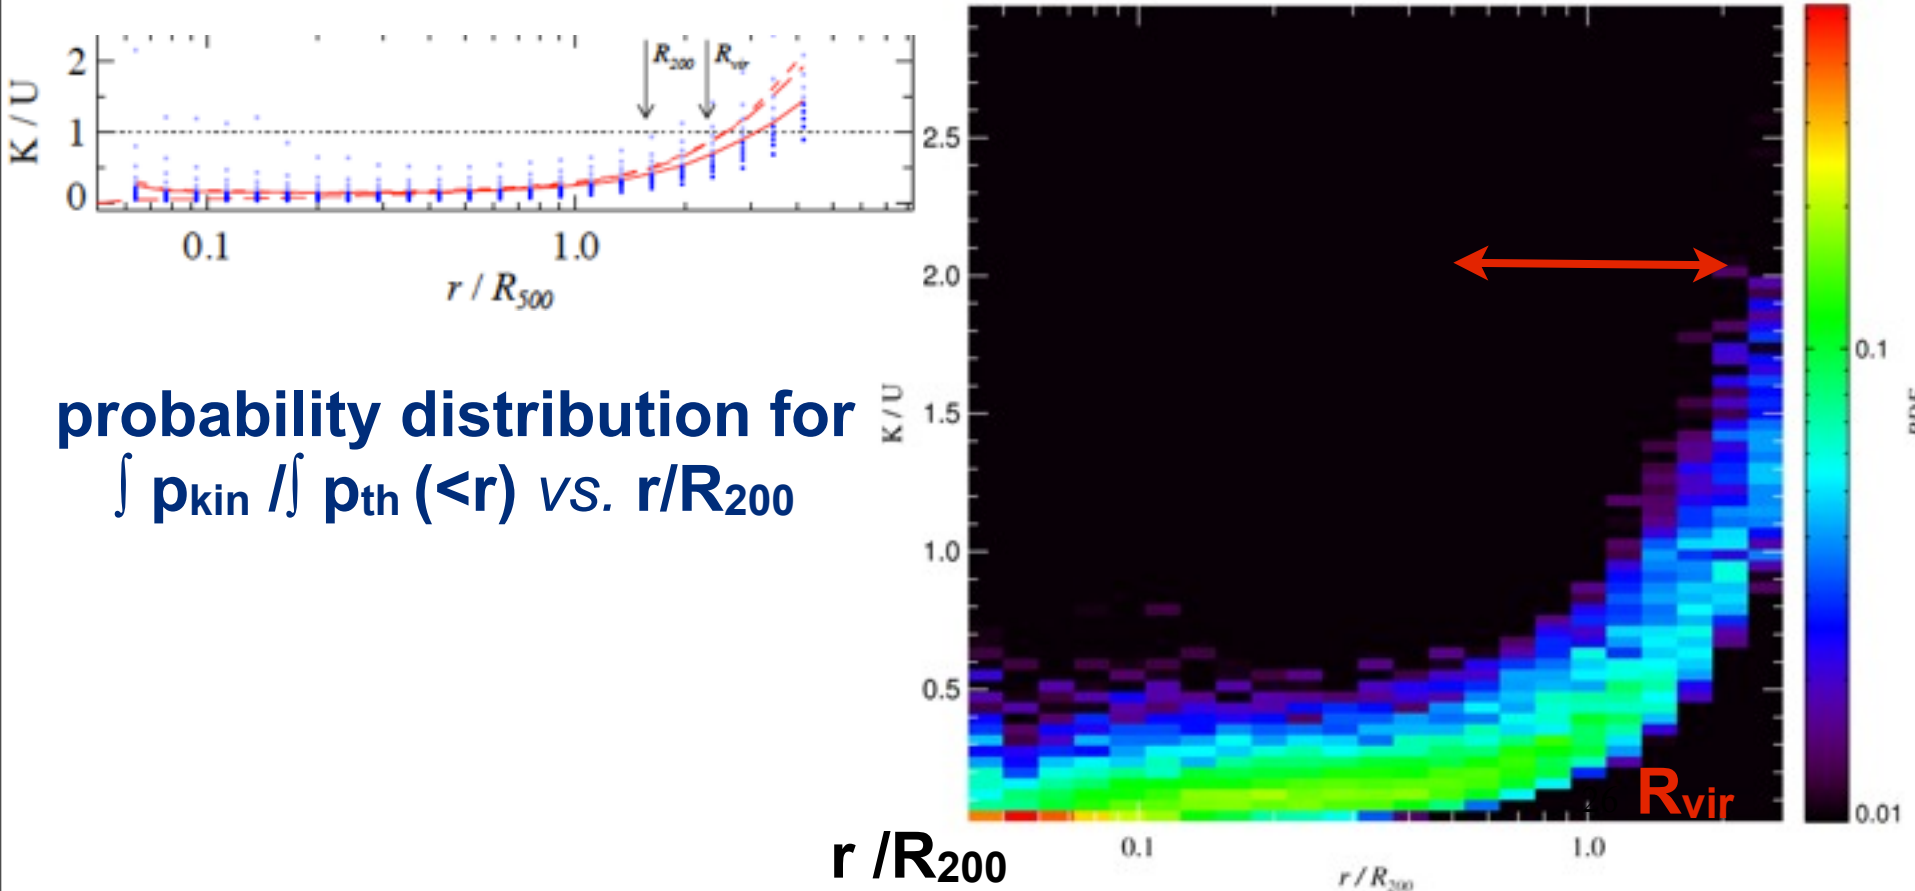 2
1
0
K / U
R200
Rvir
0.1
1.0
r / R500
probability distribution for
∫ pkin /∫ pth (<r) vs. r/R200
r /R200
2.5
2.0
1.5
1.0
0.5
K / U
Rvir
0.1
1.0
r / R200
0.1
0.01